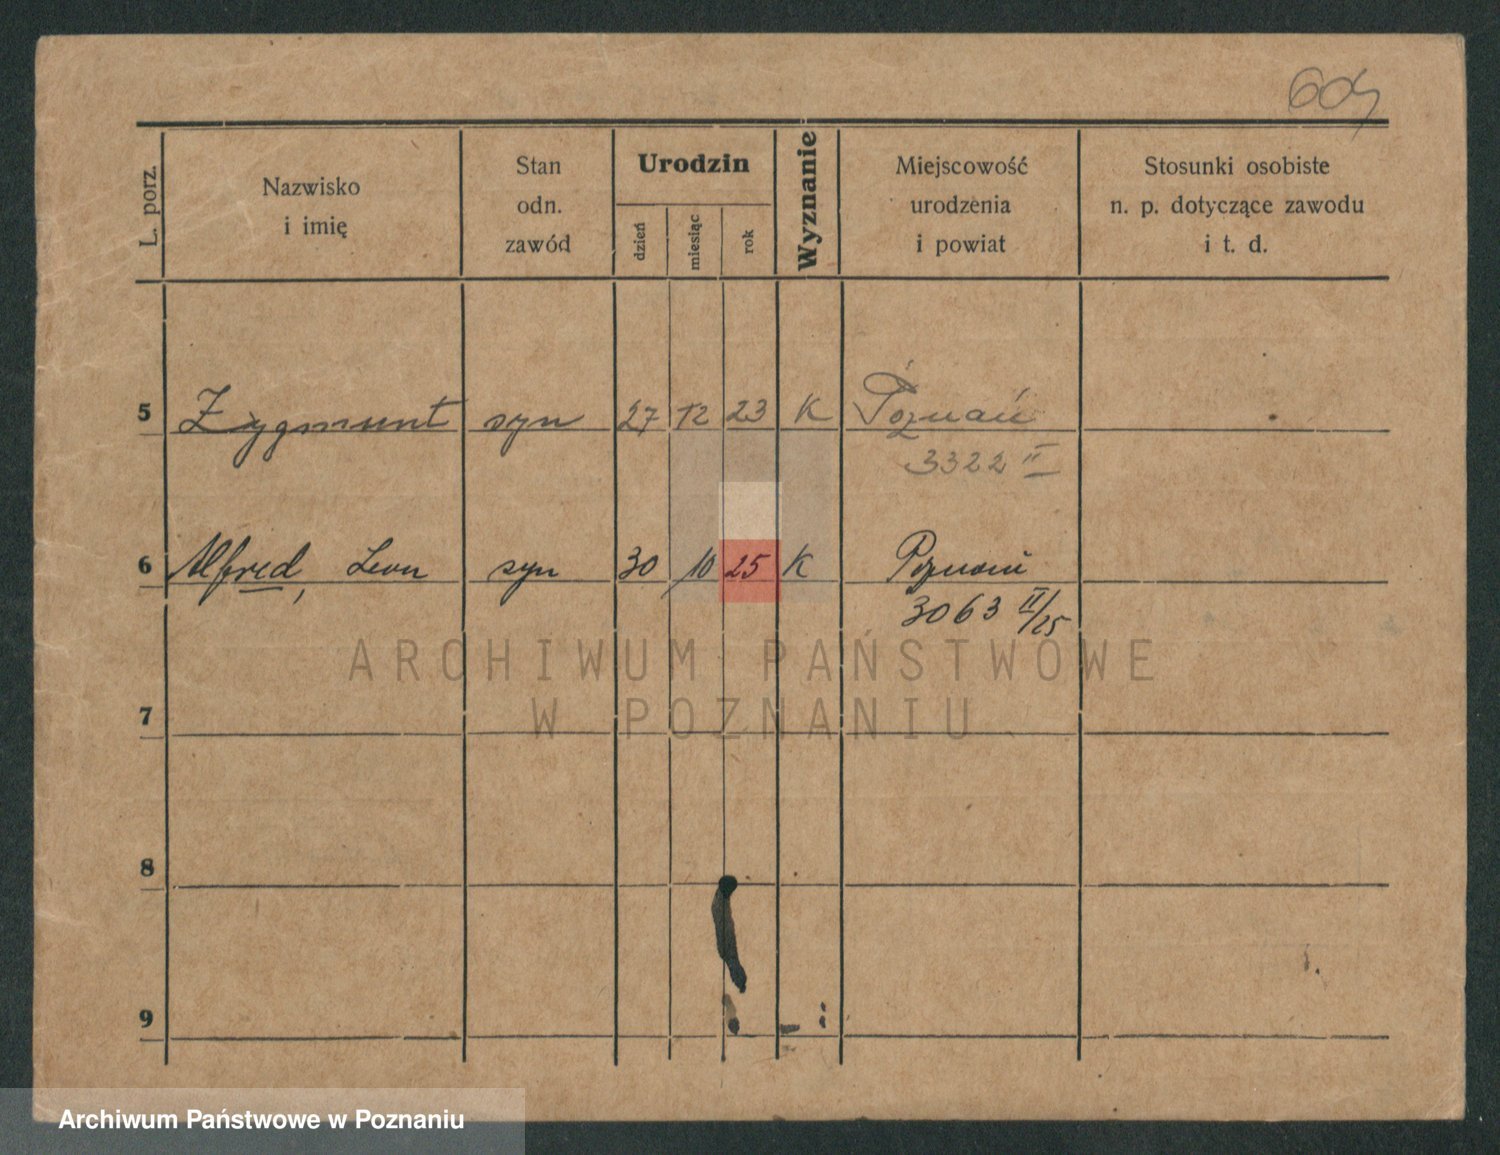 604
L. porz.
Nazwisko
i imię
Stan
odn.
zawód
Urodzin
dzień
miesiąc
rok
Wyznanie
Miejscowość
urodzenia
i powiat
Stosunki osobiste
n. p. dotyczące zawodu
i t. d.
5 Zygmunt syn 27 12 23 K Poznań
3322 II
6 Alfred, Leon syn 30 10 25 K Poznań
3063 II/25
ARCHIWUM PAŃSTWOWE
W POZNANIU
7
8
9
Archiwum Państwowe w Poznaniu